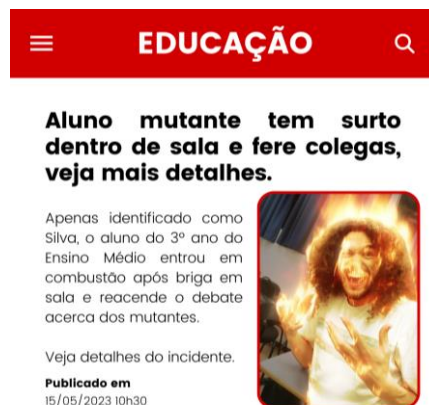 EDUCAÇÃO
Aluno mutante tem surto
dentro de sala e fere colegas,
veja mais detalhes.
Apenas identificado como
Silva, o aluno do 3º ano do
Ensino Médio entrou em
combustão após briga em
sala e reacende o debate
acerca dos mutantes.
Veja detalhes do incidente.
Publicado em
15/05/2023 10h30